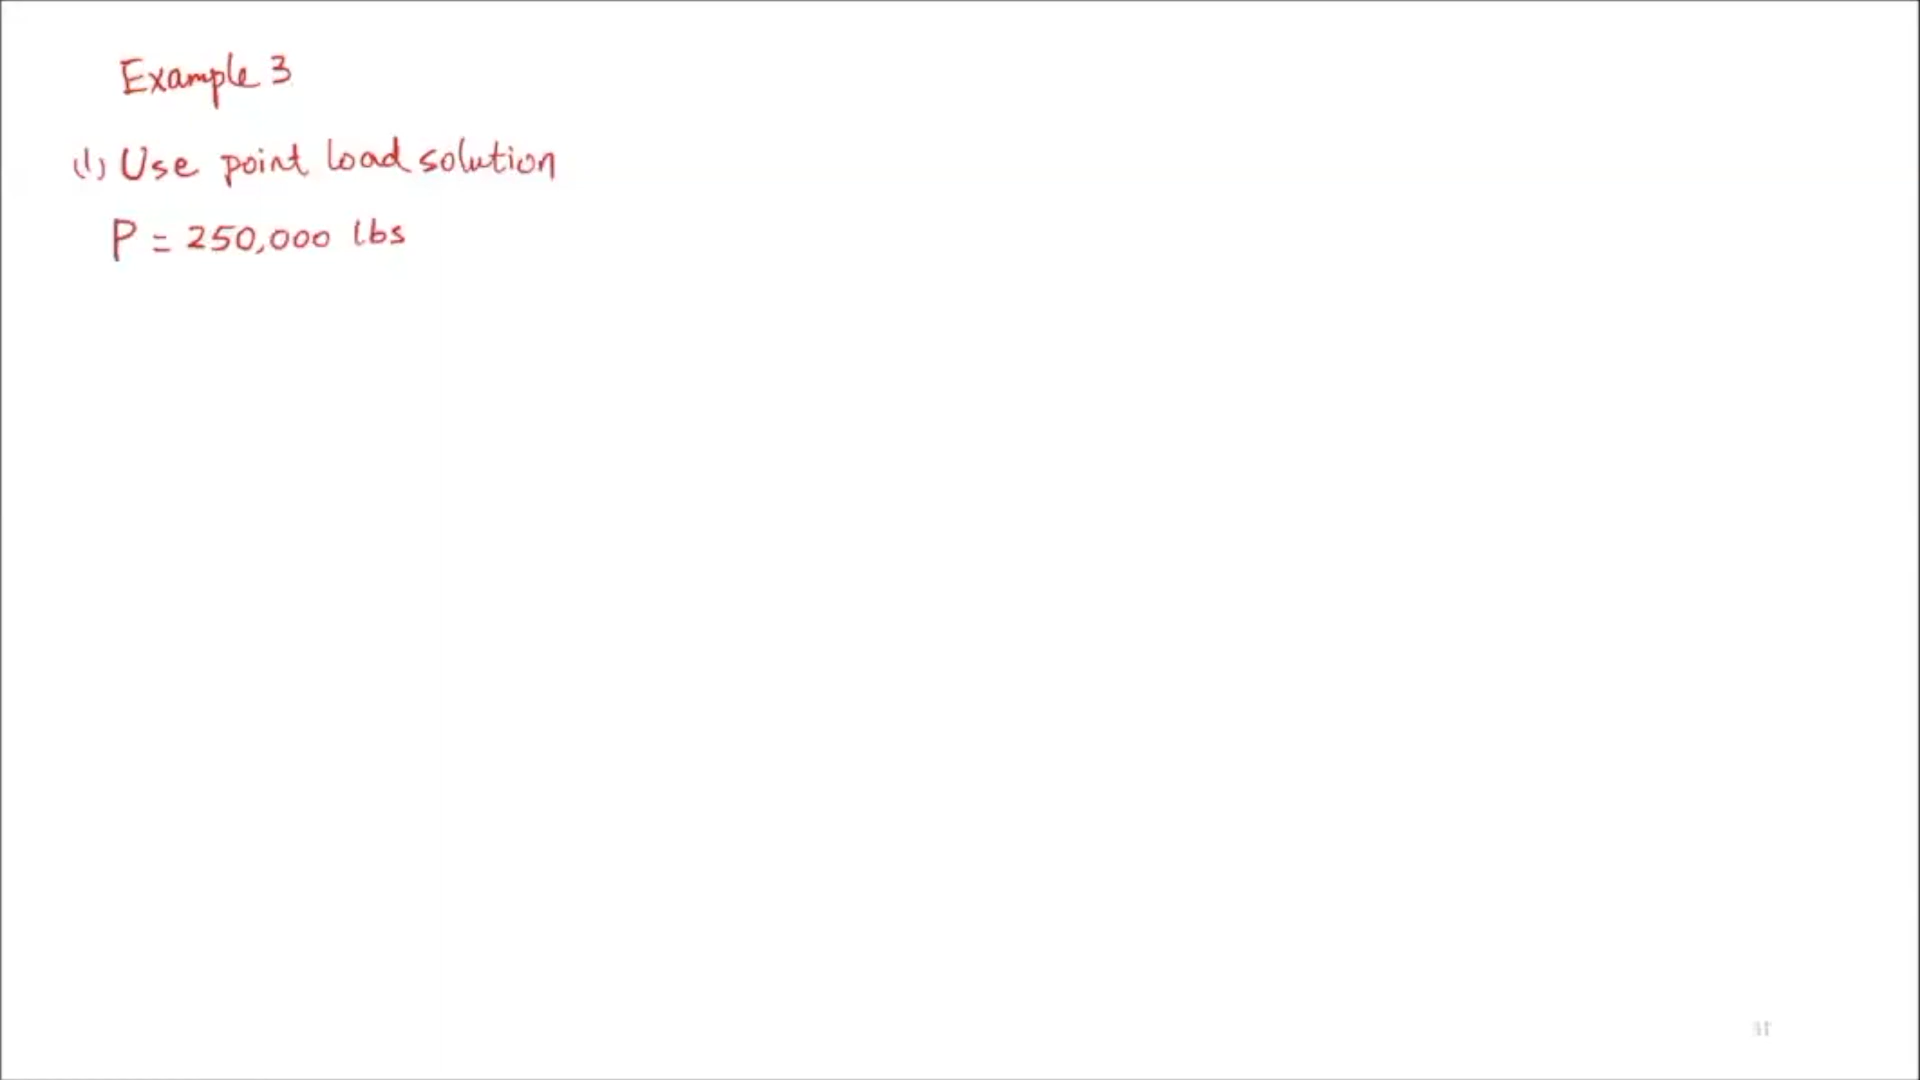 Example 3
(1) Use point load solution
P = 250,000 lbs